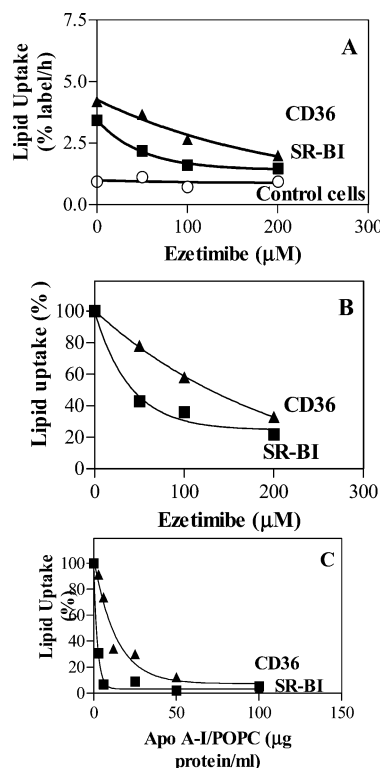 7.5
A
5.0
Lipid Uptake
(% label/h)
CD36
2.5
SR-BI
Control cells
0.0
0
100
200
300
Ezetimibe (μM)
B
100
80
Lipid uptake (%)
60
40
CD36
20
SR-BI
0
0
100
200
300
Ezetimibe (μM)
C
100
80
Lipid Uptake
(%)
60
40
20
CD36
SR-BI
0
0
50
100
150
Apo A-I/POPC (μg
protein/ml)